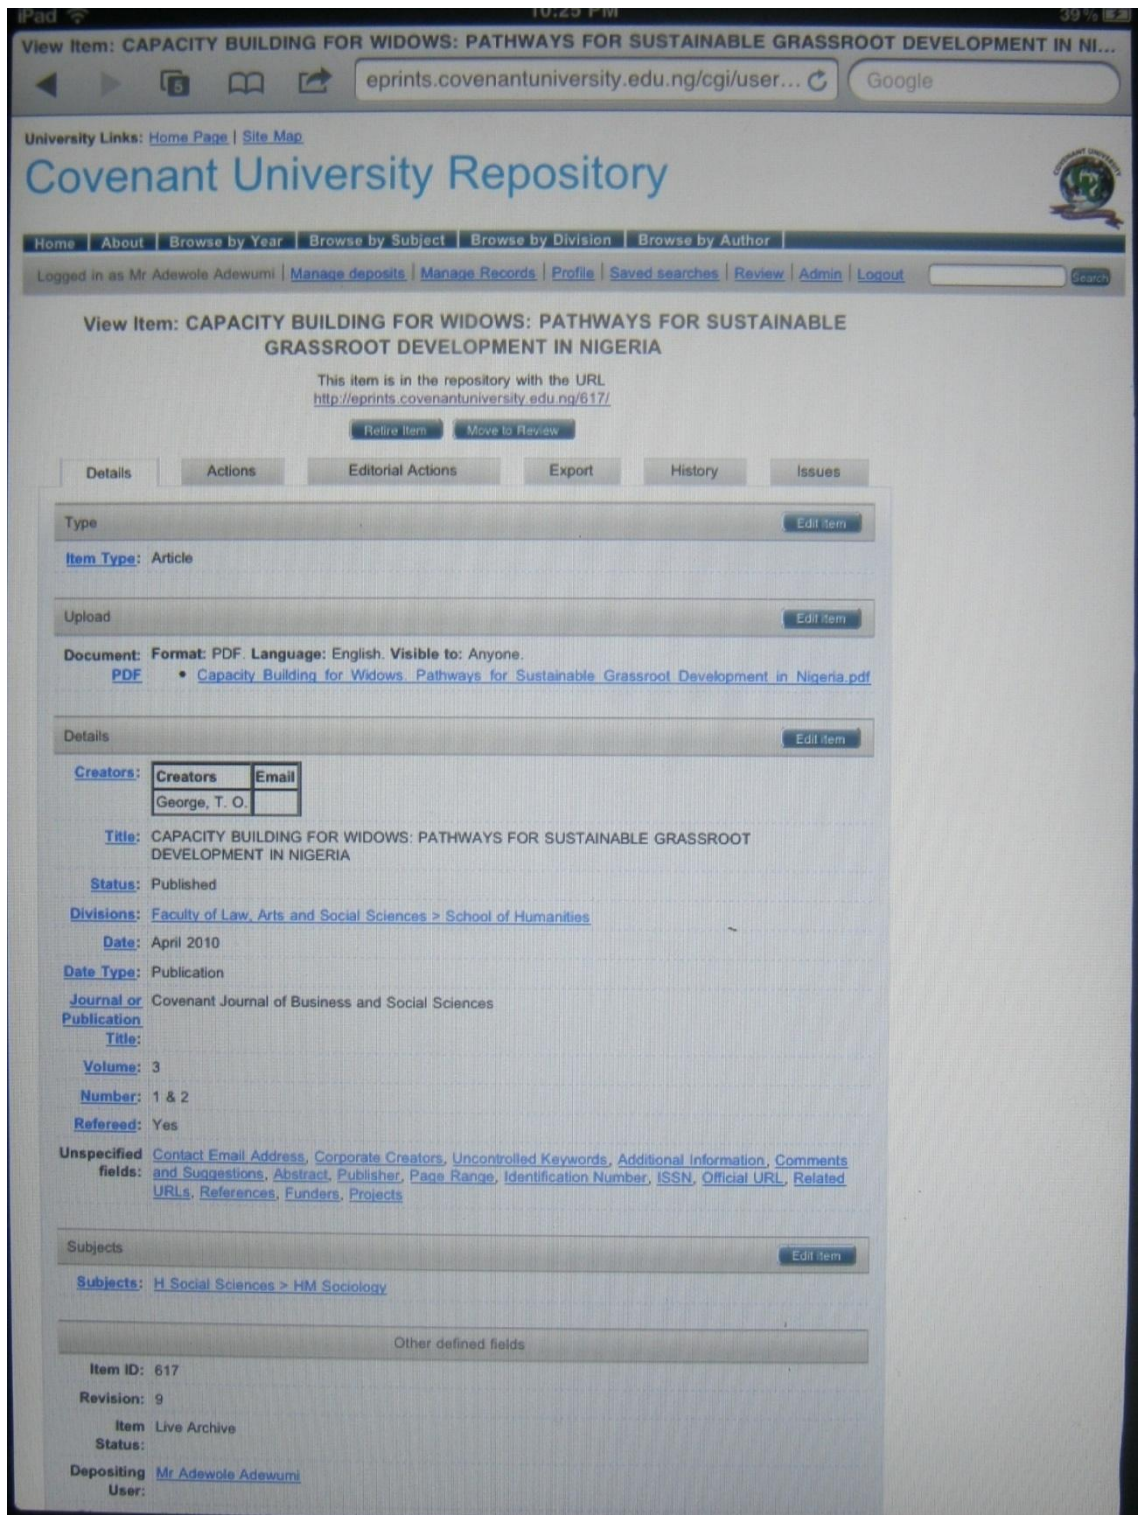 iPad
10:25 PM
39%
View Item: CAPACITY BUILDING FOR WIDOWS: PATHWAYS FOR SUSTAINABLE GRASSROOT DEVELOPMENT IN NI...
5
eprints.covenantuniversity.edu.ng/cgi/user...
Google
University Links: Home Page | Site Map
Covenant University Repository
COVENANT UNIVERSITY
Home | About | Browse by Year | Browse by Subject | Browse by Division | Browse by Author |
Logged in as Mr Adewole Adewumi | Manage deposits | Manage Records | Profile | Saved searches | Review | Admin | Logout
Search
View Item: CAPACITY BUILDING FOR WIDOWS: PATHWAYS FOR SUSTAINABLE
GRASSROOT DEVELOPMENT IN NIGERIA
This item is in the repository with the URL
http://eprints.covenantuniversity.edu.ng/617/
Retire Item Move to Review
Details Actions Editorial Actions Export History Issues
Type Edit item
Item Type: Article
Upload Edit item
Document: Format: PDF. Language: English. Visible to: Anyone.
PDF • Capacity Building for Widows. Pathways for Sustainable Grassroot Development in Nigeria.pdf
Details Edit item
Creators: Creators Email
George, T. O.
Title: CAPACITY BUILDING FOR WIDOWS: PATHWAYS FOR SUSTAINABLE GRASSROOT
DEVELOPMENT IN NIGERIA
Status: Published
Divisions: Faculty of Law, Arts and Social Sciences > School of Humanities
Date: April 2010
Date Type: Publication
Journal or Covenant Journal of Business and Social Sciences
Publication
Title:
Volume: 3
Number: 1 & 2
Refereed: Yes
Unspecified Contact Email Address, Corporate Creators, Uncontrolled Keywords, Additional Information, Comments
fields: and Suggestions, Abstract, Publisher, Page Range, Identification Number, ISSN, Official URL, Related
URLs, References, Funders, Projects
Subjects Edit item
Subjects: H Social Sciences > HM Sociology
Other defined fields
Item ID: 617
Revision: 9
Item Live Archive
Status:
Depositing Mr Adewole Adewumi
User: